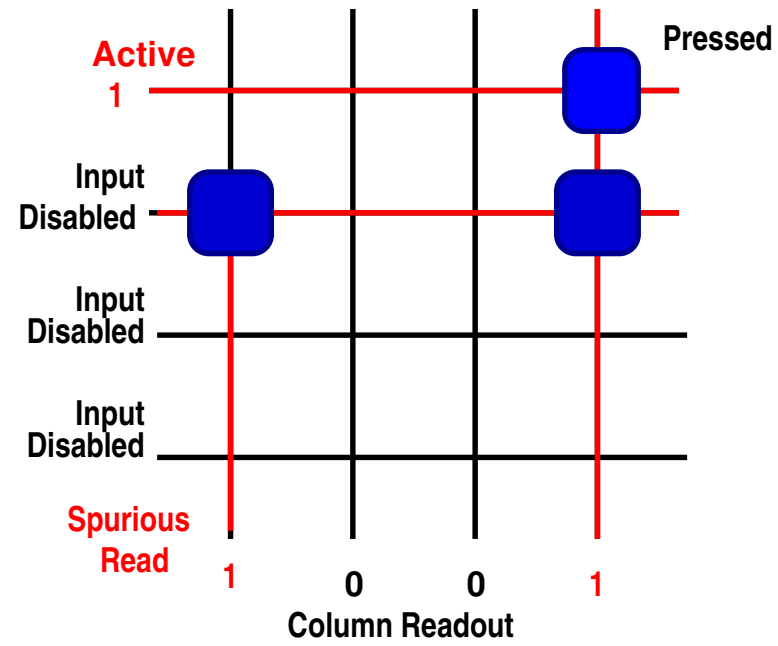 Pressed
Active
1
Input
Disabled
Input
Disabled
Input
Disabled
Spurious
Read
1 0 0 1
Column Readout